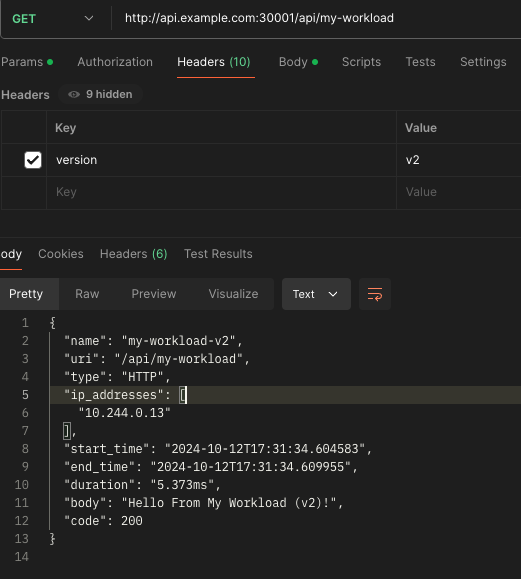 GET http://api.example.com:30001/api/my-workload
Params Authorization Headers (10) Body Scripts Tests Settings
Headers 9 hidden
Key Value
version v2
Key Value
ody Cookies Headers (6) Test Results
Pretty Raw Preview Visualize Text
1 {
2 "name": "my-workload-v2",
3 "uri": "/api/my-workload",
4 "type": "HTTP",
5 "ip_addresses": [
6 "10.244.0.13"
7 ],
8 "start_time": "2024-10-12T17:31:34.604583",
9 "end_time": "2024-10-12T17:31:34.609955",
10 "duration": "5.373ms",
11 "body": "Hello From My Workload (v2)!",
12 "code": 200
13 }
14